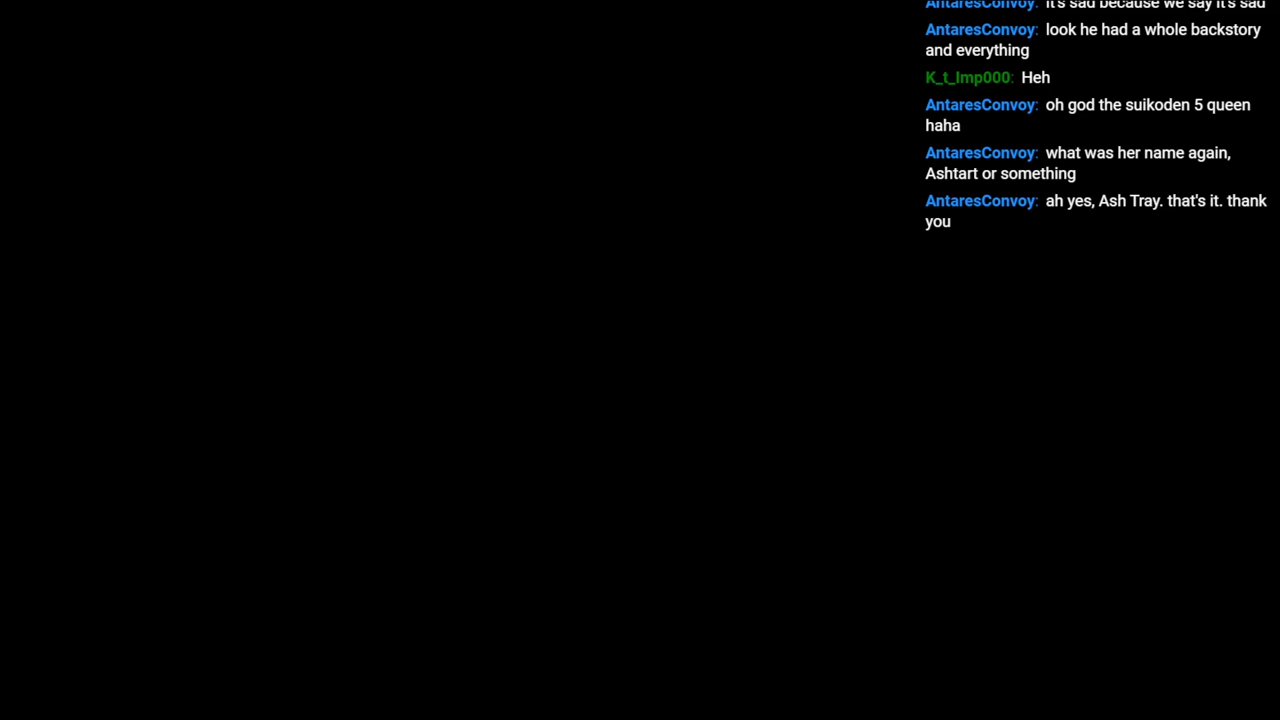 AntaresConvoy: it's sad because we say it's sad
AntaresConvoy: look he had a whole backstory
and everything
K_t_Imp000: Heh
AntaresConvoy: oh god the suikoden 5 queen
haha
AntaresConvoy: what was her name again,
Ashtart or something
AntaresConvoy: ah yes, Ash Tray. that's it. thank
you